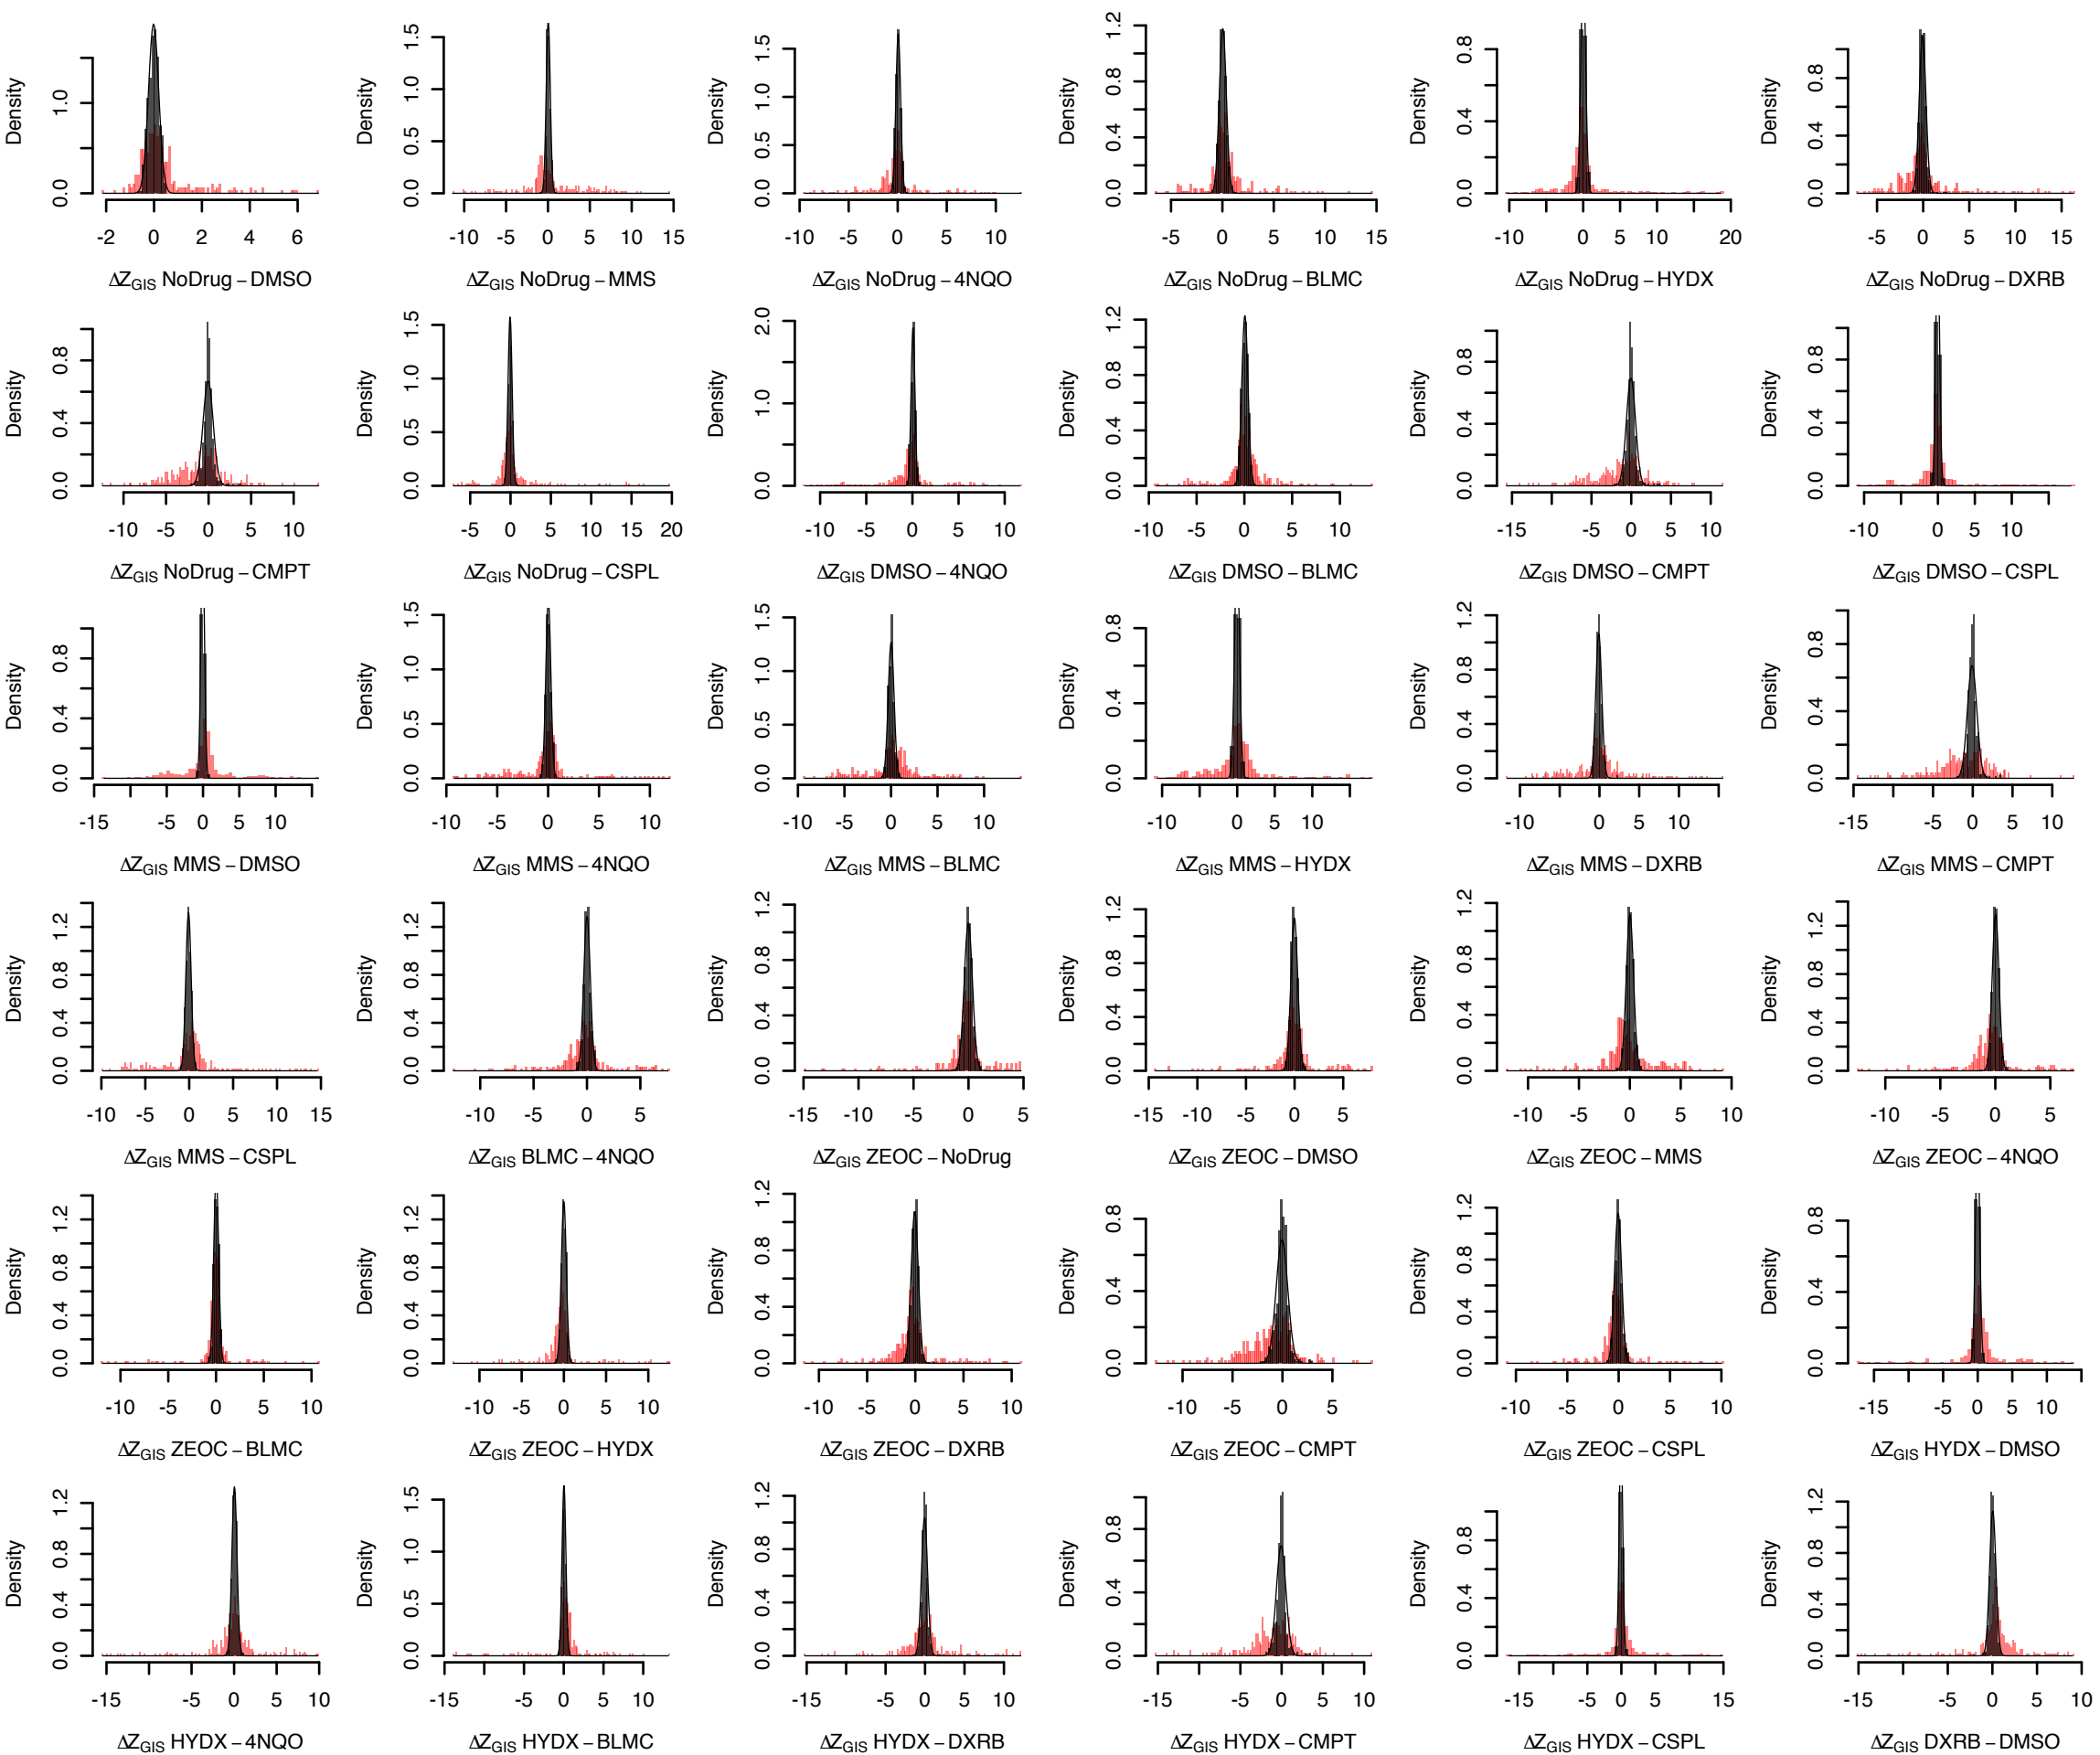 Density
0.0 1.0
-2 0 2 4 6
ΔZGIS NoDrug – DMSO
Density
0.0 0.5 1.0 1.5
-10 -5 0 5 10 15
ΔZGIS NoDrug – MMS
Density
0.0 0.5 1.0 1.5
-10 -5 0 5 10
ΔZGIS NoDrug – 4NQO
Density
0.0 0.4 0.8 1.2
-5 0 5 10 15
ΔZGIS NoDrug – BLMC
Density
0.0 0.4 0.8
-10 0 5 10 20
ΔZGIS NoDrug – HYDX
Density
0.0 0.4 0.8
-5 0 5 10 15
ΔZGIS NoDrug – DXRB
Density
0.0 0.4 0.8
-10 -5 0 5 10
ΔZGIS NoDrug – CMPT
Density
0.0 0.5 1.0 1.5
-5 0 5 10 15 20
ΔZGIS NoDrug – CSPL
Density
0.0 1.0 2.0
-10 -5 0 5 10
ΔZGIS DMSO – 4NQO
Density
0.0 0.4 0.8 1.2
-10 -5 0 5 10
ΔZGIS DMSO – BLMC
Density
0.0 0.4 0.8
-15 -5 0 5 10
ΔZGIS DMSO – CMPT
Density
0.0 0.4 0.8
-10 0 5 10
ΔZGIS DMSO – CSPL
Density
0.0 0.4 0.8
-15 -5 0 5 10
ΔZGIS MMS – DMSO
Density
0.0 0.5 1.0 1.5
-10 -5 0 5 10
ΔZGIS MMS – 4NQO
Density
0.0 0.5 1.0 1.5
-10 -5 0 5 10
ΔZGIS MMS – BLMC
Density
0.0 0.4 0.8
-10 0 5 10
ΔZGIS MMS – HYDX
Density
0.0 0.4 0.8 1.2
-10 -5 0 5 10
ΔZGIS MMS – DXRB
Density
0.0 0.4 0.8
-15 -5 0 5 10
ΔZGIS MMS – CMPT
Density
0.0 0.4 0.8 1.2
-10 -5 0 5 10 15
ΔZGIS MMS – CSPL
Density
0.0 0.4 0.8 1.2
-10 -5 0 5
ΔZGIS BLMC – 4NQO
Density
0.0 0.4 0.8 1.2
-15 -10 -5 0 5
ΔZGIS ZEOC – NoDrug
Density
0.0 0.4 0.8 1.2
-15 -10 -5 0 5
ΔZGIS ZEOC – DMSO
Density
0.0 0.4 0.8 1.2
-10 -5 0 5 10
ΔZGIS ZEOC – MMS
Density
0.0 0.4 0.8 1.2
-10 -5 0 5
ΔZGIS ZEOC – 4NQO
Density
0.0 0.4 0.8 1.2
-10 -5 0 5 10
ΔZGIS ZEOC – BLMC
Density
0.0 0.4 0.8 1.2
-10 -5 0 5 10
ΔZGIS ZEOC – HYDX
Density
0.0 0.4 0.8 1.2
-10 -5 0 5 10
ΔZGIS ZEOC – DXRB
Density
0.0 0.4 0.8
-10 -5 0 5
ΔZGIS ZEOC – CMPT
Density
0.0 0.4 0.8 1.2
-10 -5 0 5 10
ΔZGIS ZEOC – CSPL
Density
0.0 0.4 0.8
-15 -5 0 5 15
ΔZGIS HYDX – DMSO
Density
0.0 0.4 0.8 1.2
-15 -5 0 5 10
ΔZGIS HYDX – 4NQO
Density
0.0 0.5 1.0 1.5
-15 -5 0 5 10
ΔZGIS HYDX – BLMC
Density
0.0 0.4 0.8 1.2
-15 -5 0 5 10
ΔZGIS HYDX – DXRB
Density
0.0 0.4 0.8
-15 -5 0 5 10
ΔZGIS HYDX – CMPT
Density
0.0 0.4 0.8
-15 -5 0 5 15
ΔZGIS HYDX – CSPL
Density
0.0 0.4 0.8 1.2
-15 -5 0 5 10
ΔZGIS DXRB – DMSO